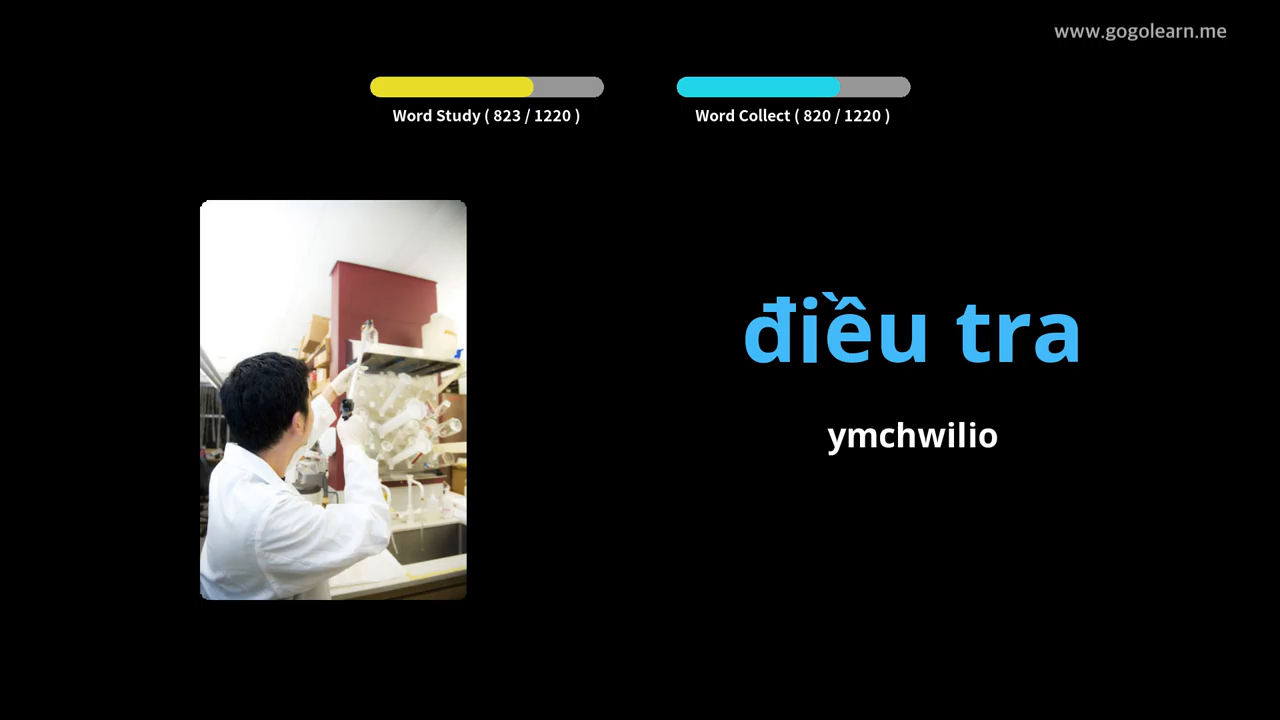 www.gogolearn.me
Word Study ( 823 / 1220 )
Word Collect ( 820 / 1220 )
điều tra
ymchwilio